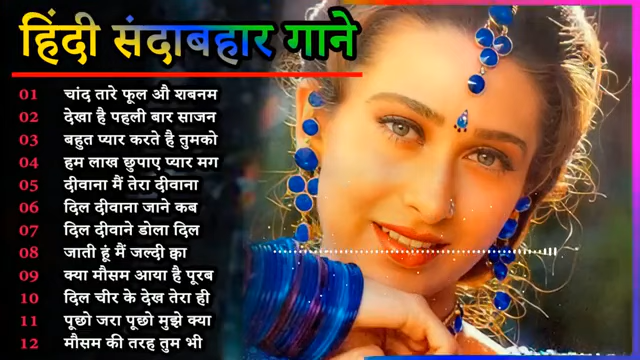 हिंदी संदाबहार गाने
01 चांद तारे फूल औ शबनम
02 देखा है पहली बार साजन
03 बहुत प्यार करते है तुमको
04 हम लाख छुपाए प्यार मग
05 दीवाना मैं तेरा दीवाना
06 दिल दीवाना जाने कब
07 दिल दीवाने डोला दिल
08 जाती हूं मैं जल्दी क्या
09 क्या मौसम आया है पूरब
10 दिल चीर के देख तेरा ही
11 पूछो जरा पूछो मुझे क्या
12 मौसम की तरह तुम भी